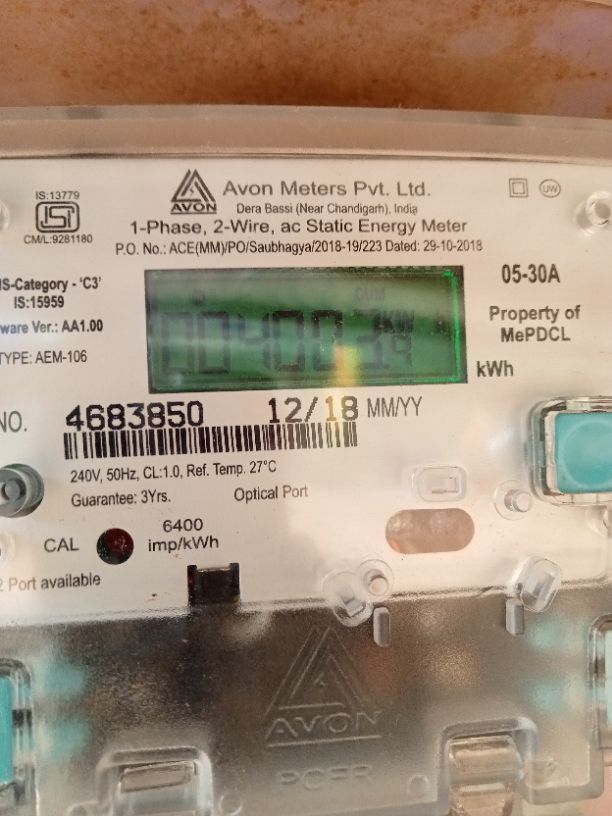 IS:13779
CM/L:9281180
AVON
Avon Meters Pvt. Ltd.
Dera Bassi (Near Chandigarh), India
UW
1-Phase, 2-Wire, ac Static Energy Meter
P.O. No.: ACE(MM)/PO/Saubhagya/2018-19/223 Dated: 29-10-2018
IS-Category - 'C3'
IS:15959
ware Ver.: AA1.00
TYPE: AEM-106
CUM
05-30A
Property of
MePDCL
kWh
NO. 4683850 12/18 MM/YY
240V, 50Hz, CL:1.0, Ref. Temp. 27°C
Guarantee: 3Yrs. Optical Port
CAL
6400
imp/kWh
Port available
AVON